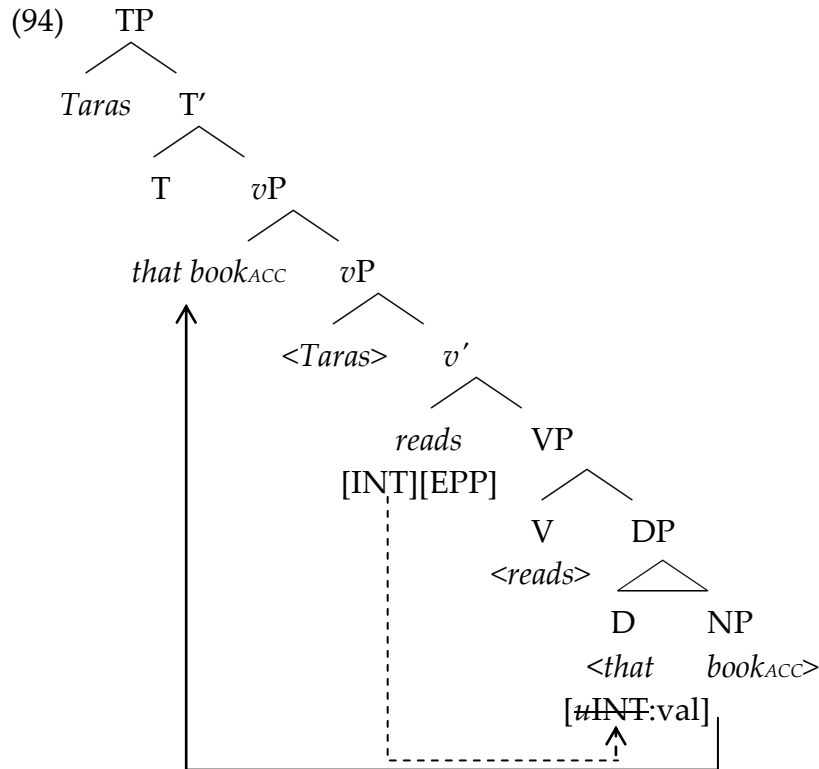 (94) TP
Taras T’
T vP
that bookACC vP
<Taras> v’
reads VP
[INT][EPP]
V DP
<reads>
D NP
<that bookACC>
[uINT:val]